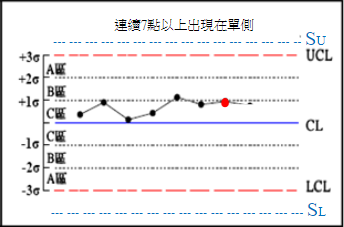 連續7點以上出現在單側
SU
+3σ UCL
A區
+2σ
B區
+1σ
C區
CL
C區
-1σ
B區
-2σ
A區
-3σ LCL
SL